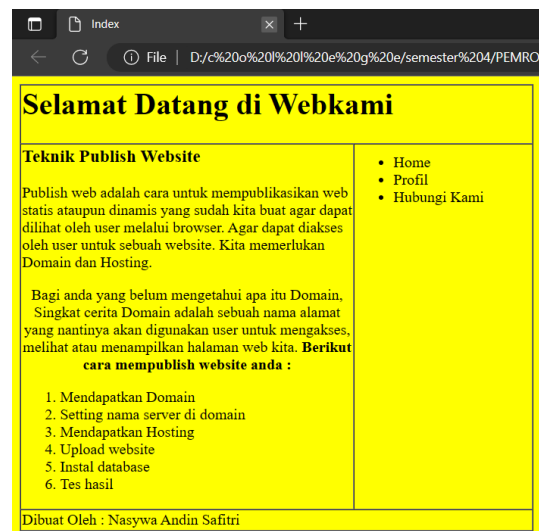 Index
File | D:/c%20o%20l%20l%20e%20g%20e/semester%204/PEMRO
Selamat Datang di Webkami
Teknik Publish Website
Publish web adalah cara untuk mempublikasikan web
statis ataupun dinamis yang sudah kita buat agar dapat
dilihat oleh user melalui browser. Agar dapat diakses
oleh user untuk sebuah website. Kita memerlukan
Domain dan Hosting.
Bagi anda yang belum mengetahui apa itu Domain,
Singkat cerita Domain adalah sebuah nama alamat
yang nantinya akan digunakan user untuk mengakses,
melihat atau menampilkan halaman web kita. Berikut
cara mempublish website anda :
1. Mendapatkan Domain
2. Setting nama server di domain
3. Mendapatkan Hosting
4. Upload website
5. Instal database
6. Tes hasil
• Home
• Profil
• Hubungi Kami
Dibuat Oleh : Nasywa Andin Safitri